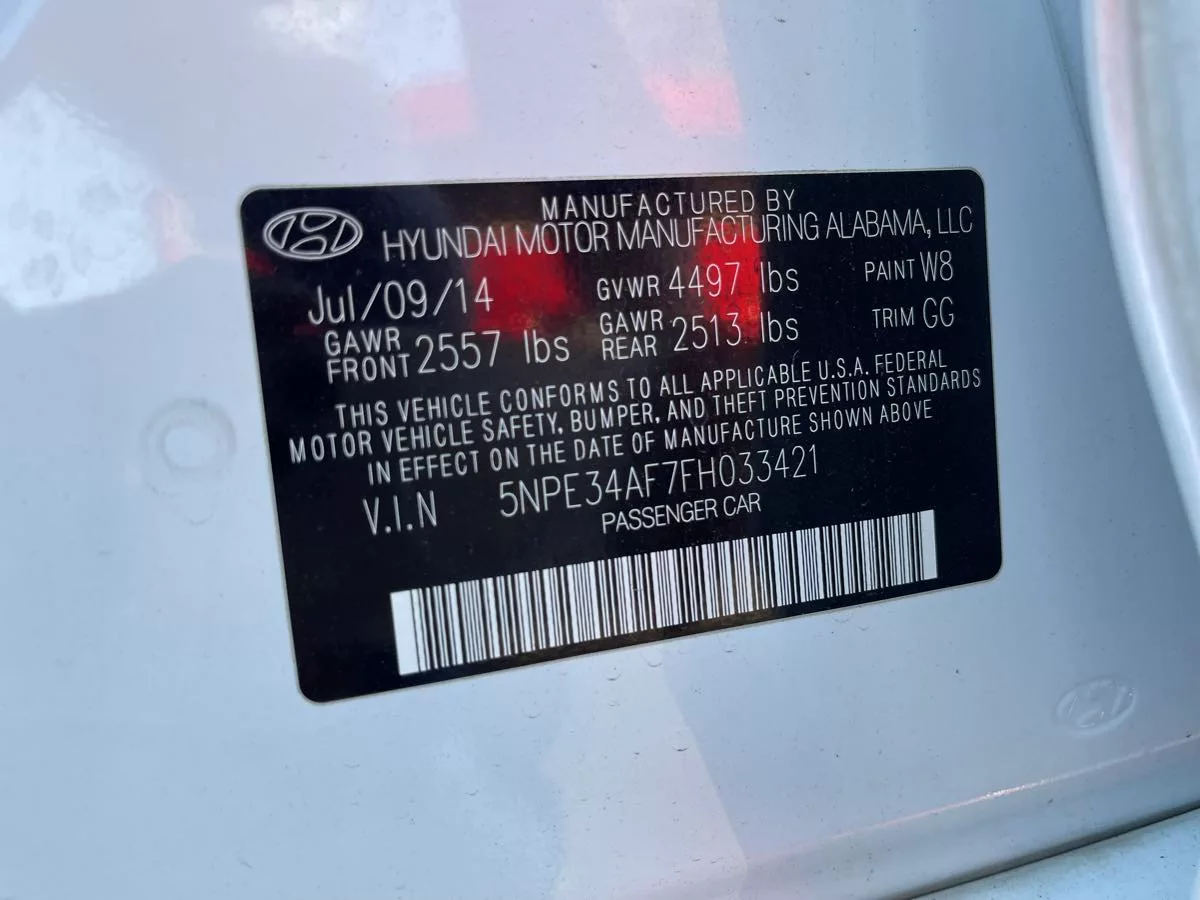 MANUFACTURED BY
HYUNDAI MOTOR MANUFACTURING ALABAMA, LLC
Jul/09/14 GVWR 4497 lbs PAINT W8
GAWR FRONT 2557 lbs GAWR REAR 2513 lbs TRIM GG
THIS VEHICLE CONFORMS TO ALL APPLICABLE U.S.A. FEDERAL
MOTOR VEHICLE SAFETY, BUMPER, AND THEFT PREVENTION STANDARDS
IN EFFECT ON THE DATE OF MANUFACTURE SHOWN ABOVE
V.I.N 5NPE34AF7FH033421
PASSENGER CAR